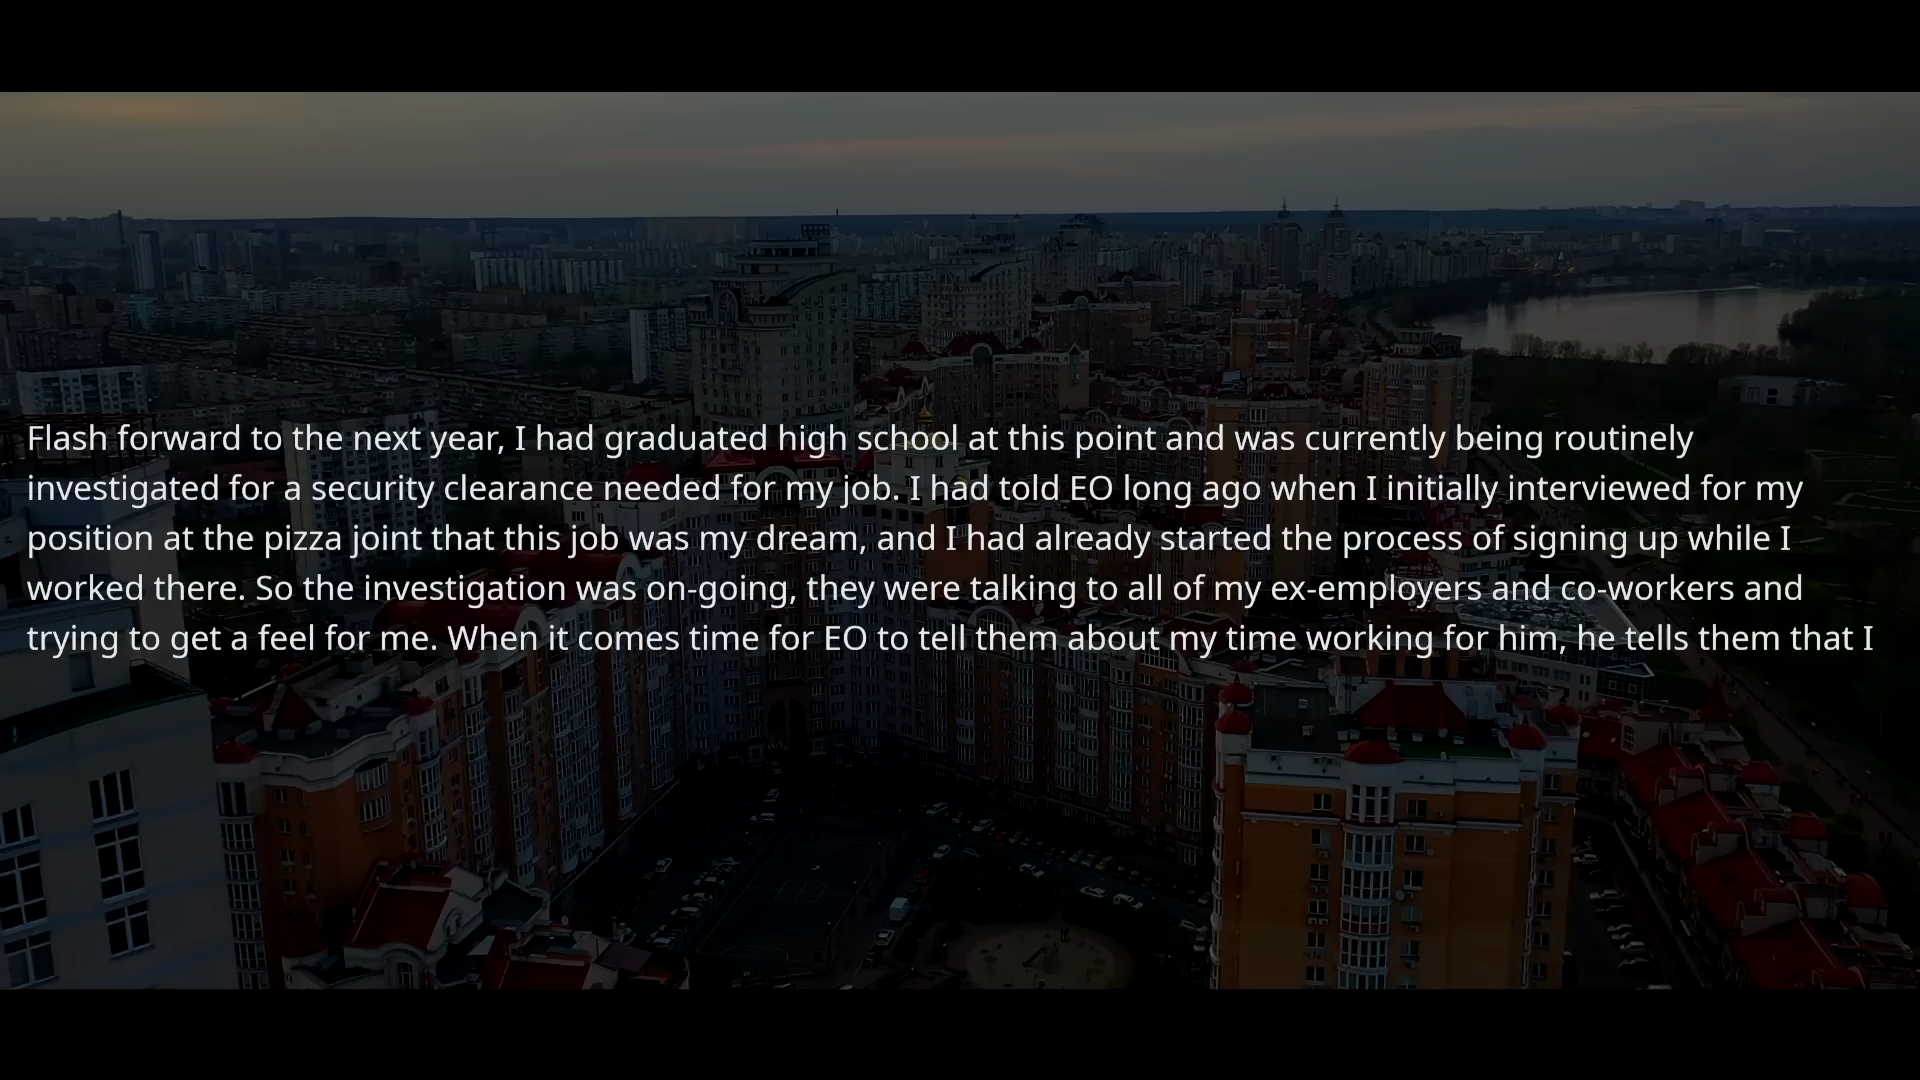 Flash forward to the next year, I had graduated high school at this point and was currently being routinely
investigated for a security clearance needed for my job. I had told EO long ago when I initially interviewed for my
position at the pizza joint that this job was my dream, and I had already started the process of signing up while I
worked there. So the investigation was on-going, they were talking to all of my ex-employers and co-workers and
trying to get a feel for me. When it comes time for EO to tell them about my time working for him, he tells them that I